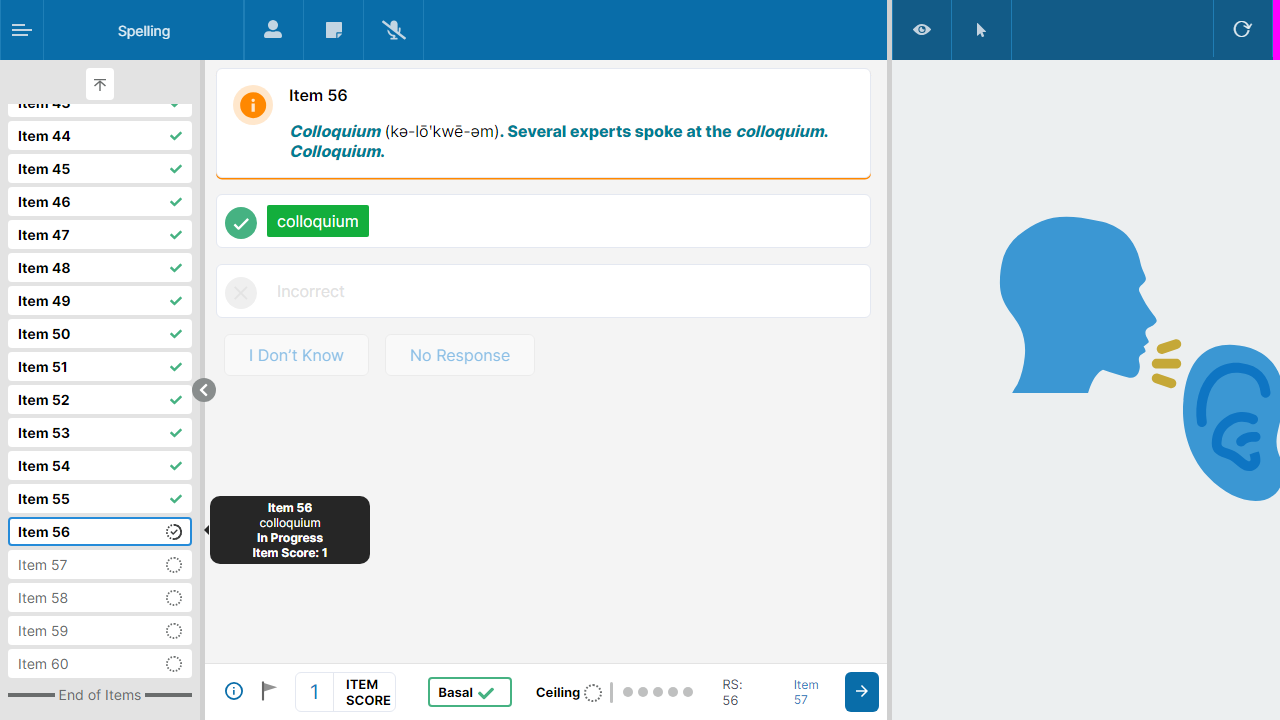 Spelling
Item 43
Item 44
Item 45
Item 46
Item 47
Item 48
Item 49
Item 50
Item 51
Item 52
Item 53
Item 54
Item 55
Item 56
Item 57
Item 58
Item 59
Item 60
End of Items
Item 56
Colloquium (kə-lō'kwē-əm). Several experts spoke at the colloquium.
Colloquium.
colloquium
Incorrect
I Don’t Know
No Response
Item 56
colloquium
In Progress
Item Score: 1
1
ITEM
SCORE
Basal
Ceiling
RS:
56
Item
57